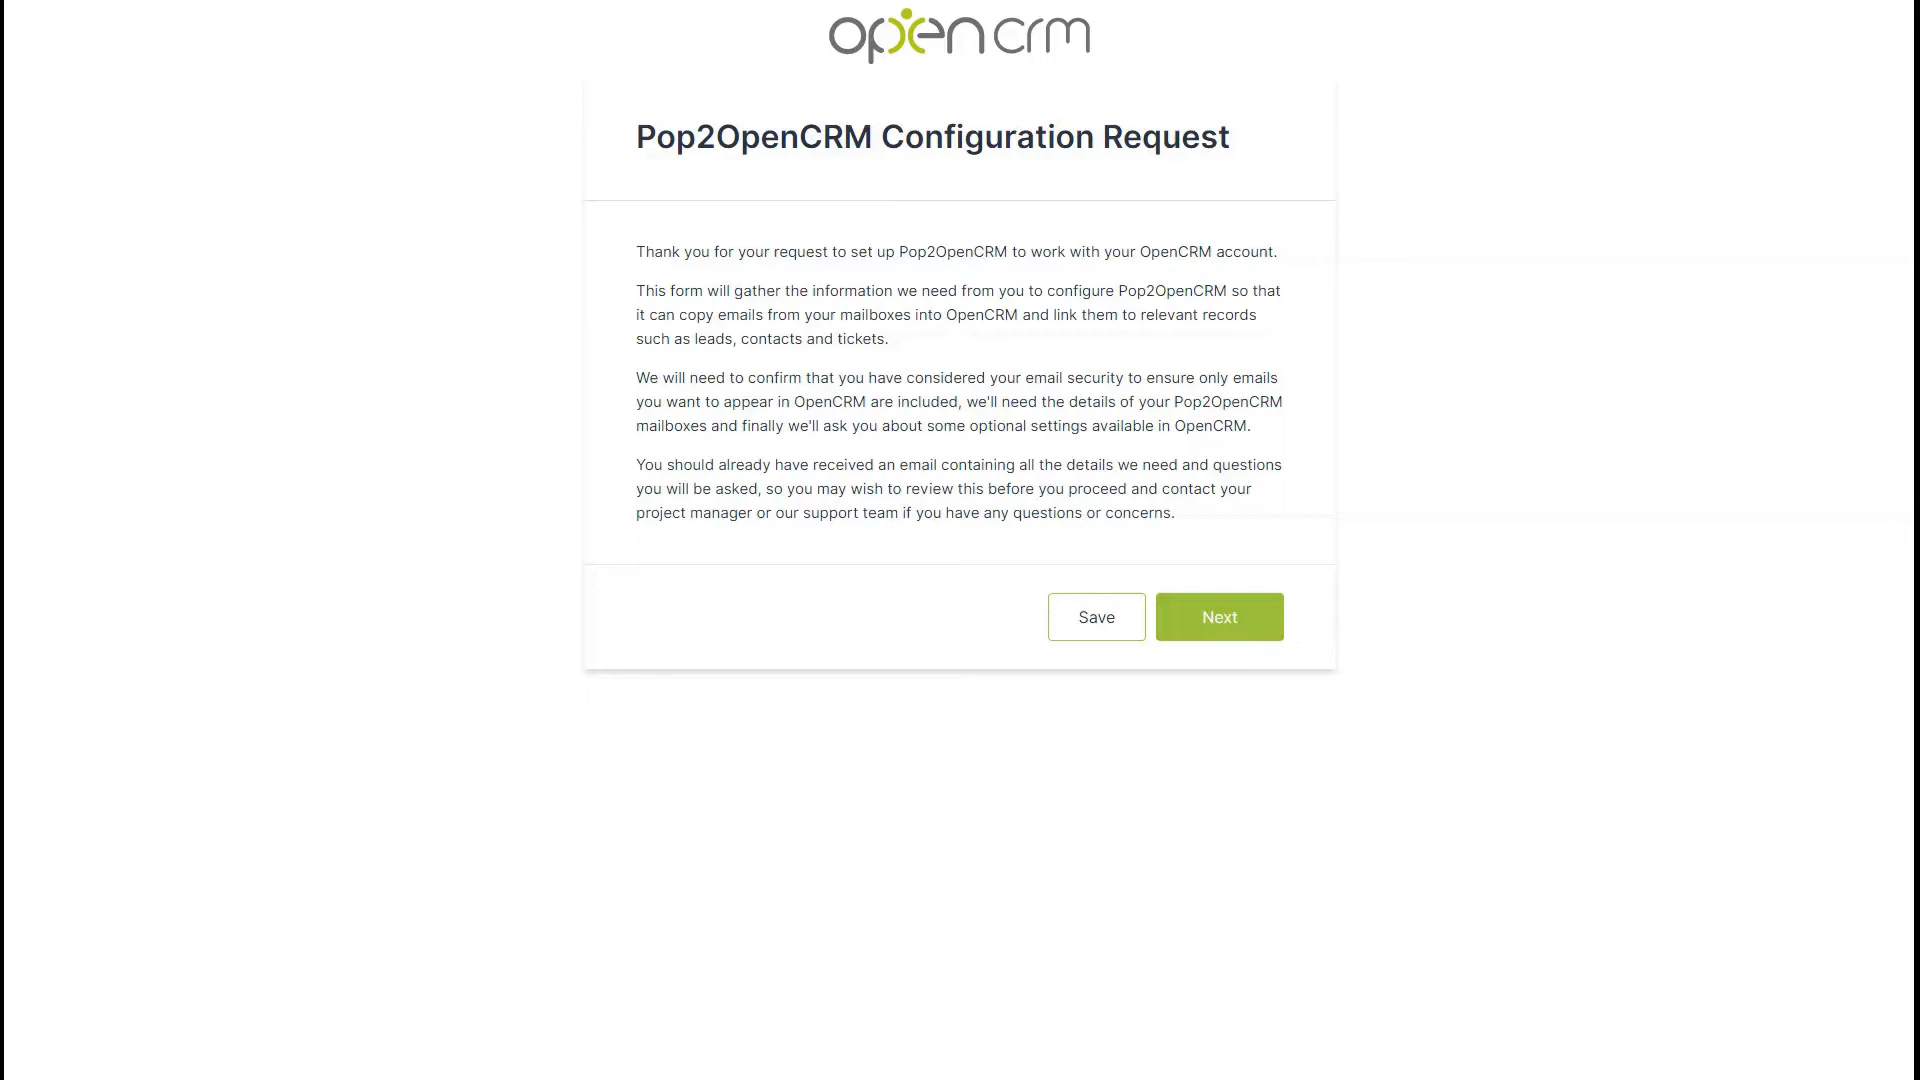 open crm
Pop2OpenCRM Configuration Request
Thank you for your request to set up Pop2OpenCRM to work with your OpenCRM account.
This form will gather the information we need from you to configure Pop2OpenCRM so that
it can copy emails from your mailboxes into OpenCRM and link them to relevant records
such as leads, contacts and tickets.
We will need to confirm that you have considered your email security to ensure only emails
you want to appear in OpenCRM are included, we'll need the details of your Pop2OpenCRM
mailboxes and finally we'll ask you about some optional settings available in OpenCRM.
You should already have received an email containing all the details we need and questions
you will be asked, so you may wish to review this before you proceed and contact your
project manager or our support team if you have any questions or concerns.
Save Next